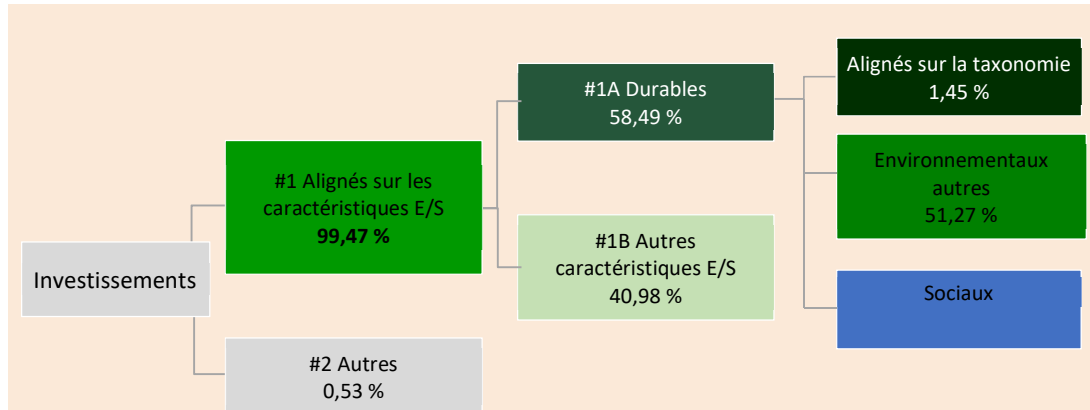 Investissements
#1 Alignés sur les
caractéristiques E/S
99,47 %
#2 Autres
0,53 %
#1A Durables
58,49 %
#1B Autres
caractéristiques E/S
40,98 %
Alignés sur la taxonomie
1,45 %
Environnementaux
autres
51,27 %
Sociaux